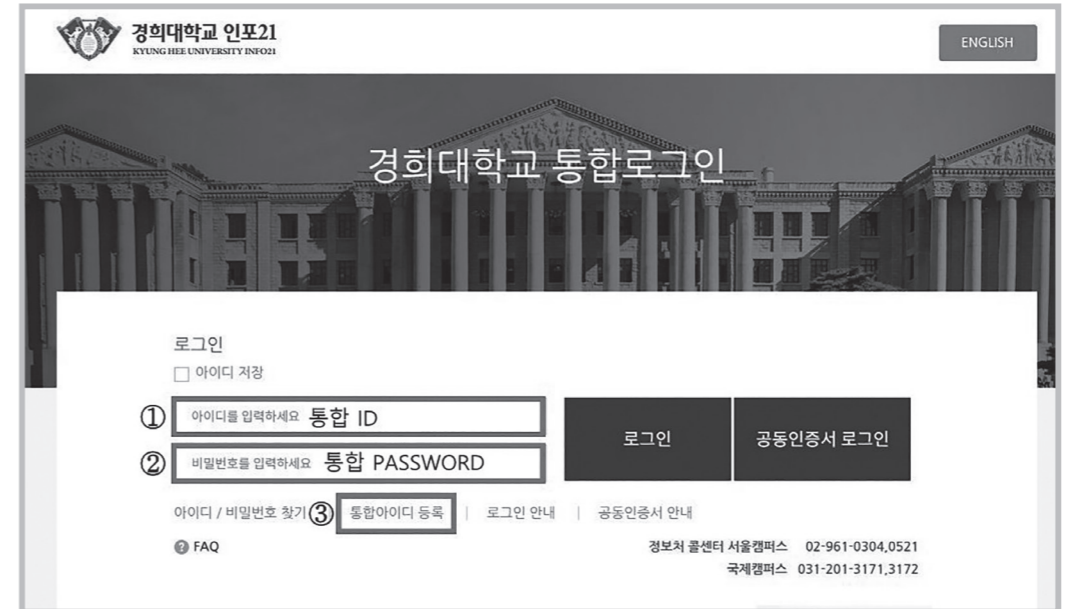 경희대학교 인포21
KYUNG HEE UNIVERSITY INFO21
ENGLISH
경희대학교 통합로그인
로그인
아이디 저장
① 아이디를 입력하세요 통합 ID
② 비밀번호를 입력하세요 통합 PASSWORD
로그인
공동인증서 로그인
아이디 / 비밀번호 찾기 ③ 통합아이디 등록 | 로그인 안내 | 공동인증서 안내
? FAQ
정보처 콜센터 서울캠퍼스 02-961-0304,0521
국제캠퍼스 031-201-3171,3172